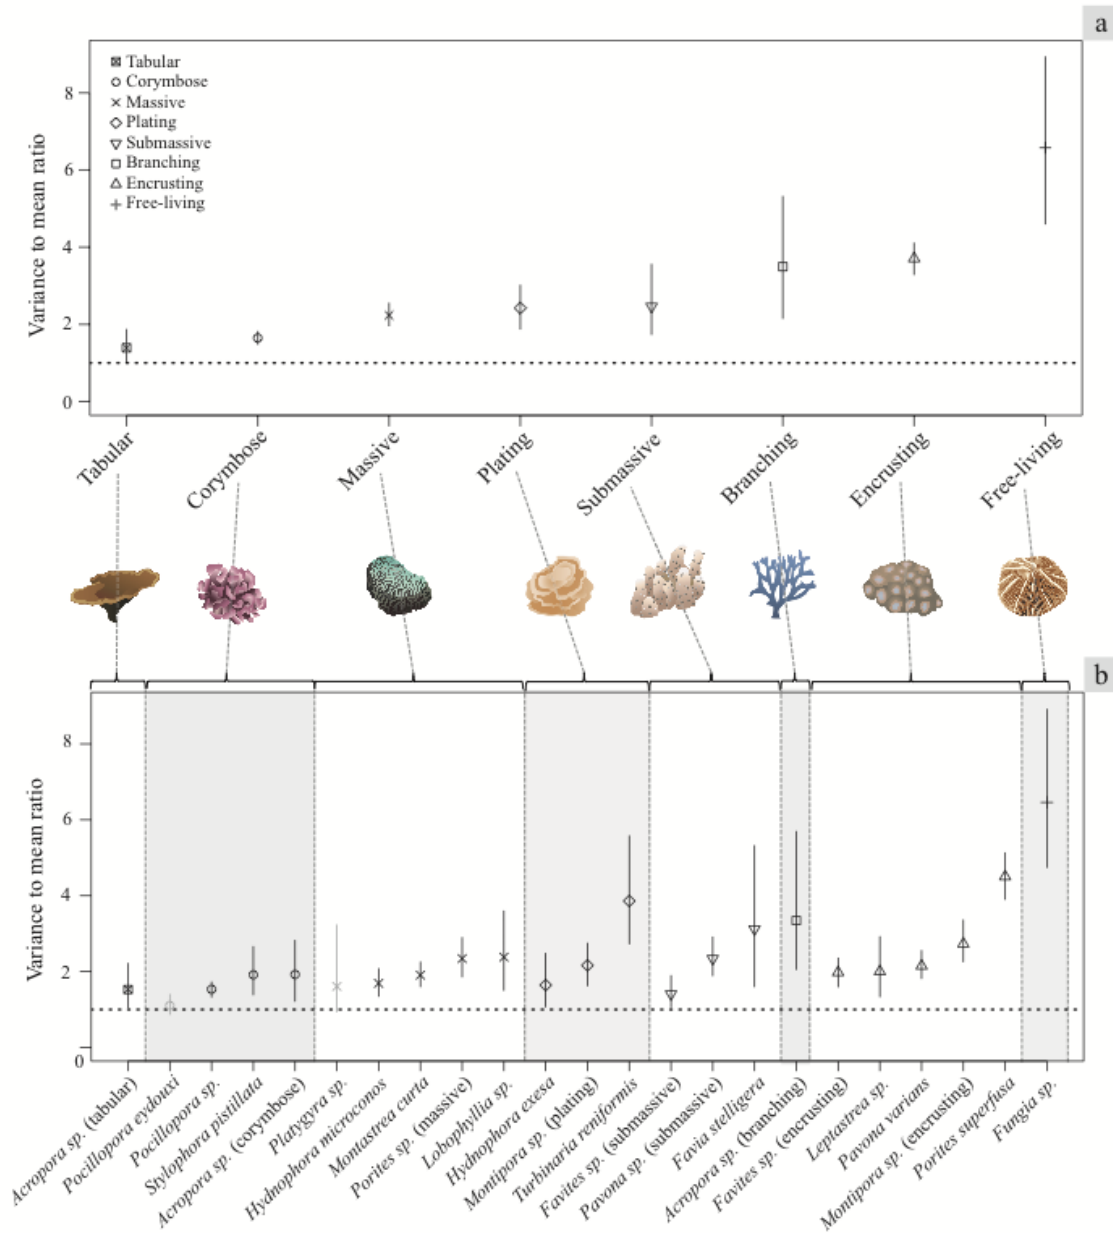 a
Tabular
Corymbose
Massive
Plating
Submassive
Branching
Encrusting
Free-living
Variance to mean ratio
8
6
4
2
0
Tabular
Corymbose
Massive
Plating
Submassive
Branching
Encrusting
Free-living
b
Variance to mean ratio
8
6
4
2
0
Acropora sp. (tabular)
Pocillopora eydouxi
Pocillopora sp.
Stylophora pistillata
Acropora sp. (corymbose)
Platygyra sp.
Hydnophora microconos
Montastrea curta
Porites sp. (massive)
Lobophyllia sp.
Hydnophora exesa
Montipora sp. (plating)
Turbinaria reniformis
Favites sp. (submassive)
Pavona sp. (submassive)
Favia stelligera
Acropora sp. (branching)
Favites sp. (encrusting)
Leptastrea sp.
Pavona varians
Montipora sp. (encrusting)
Porites superfusa
Fungia sp.